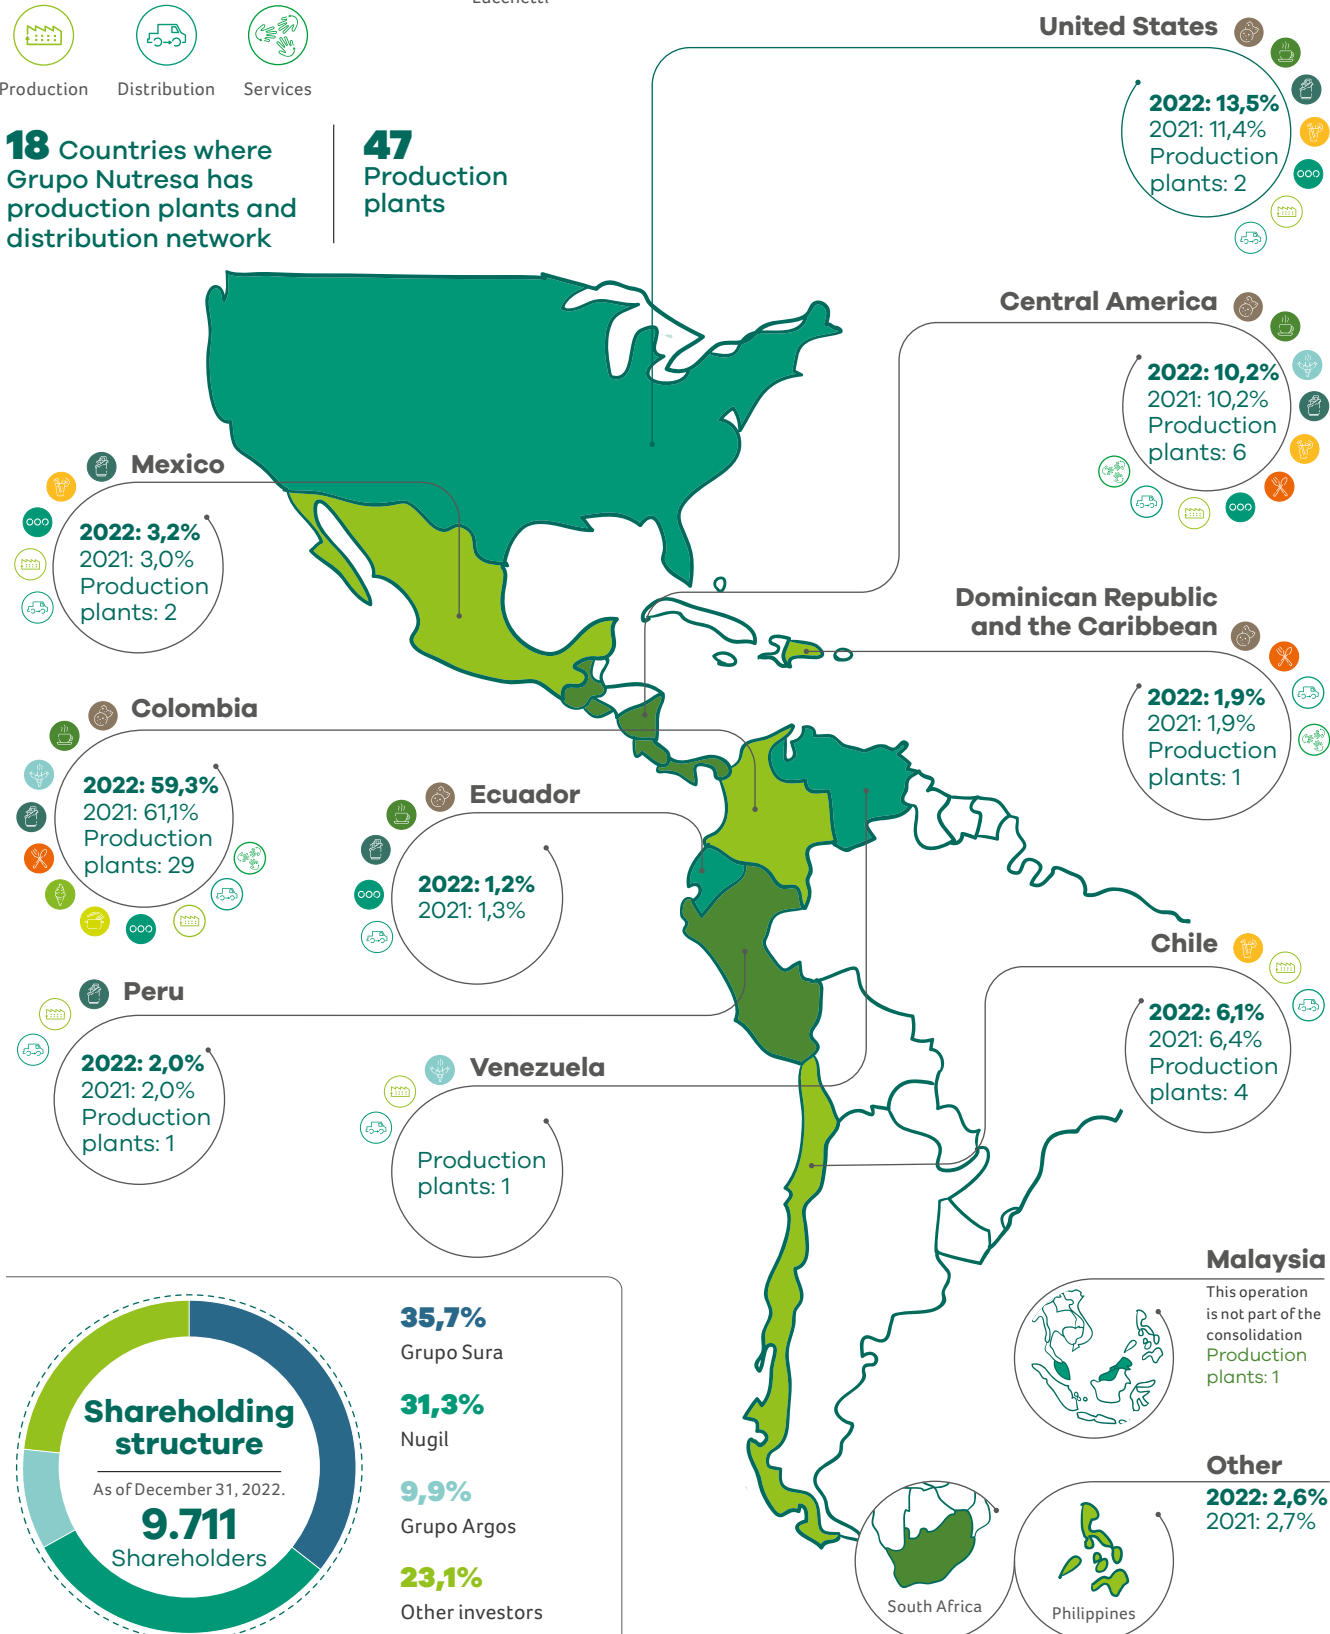 Lucchetti
Production
Distribution
Services
18 Countries where
Grupo Nutresa has
production plants and
distribution network
47
Production
plants
United States
2022: 13,5%
2021: 11,4%
Production
plants: 2
Central America
2022: 10,2%
2021: 10,2%
Production
plants: 6
Mexico
2022: 3,2%
2021: 3,0%
Production
plants: 2
Dominican Republic
and the Caribbean
2022: 1,9%
2021: 1,9%
Production
plants: 1
Colombia
2022: 59,3%
2021: 61,1%
Production
plants: 29
Ecuador
2022: 1,2%
2021: 1,3%
Chile
2022: 6,1%
2021: 6,4%
Production
plants: 4
Peru
2022: 2,0%
2021: 2,0%
Production
plants: 1
Venezuela
Production
plants: 1
Malaysia
This operation
is not part of the
consolidation
Production
plants: 1
Other
2022: 2,6%
2021: 2,7%
South Africa
Philippines
Shareholding
structure
As of December 31, 2022.
9.711
Shareholders
35,7%
Grupo Sura
31,3%
Nugil
9,9%
Grupo Argos
23,1%
Other investors